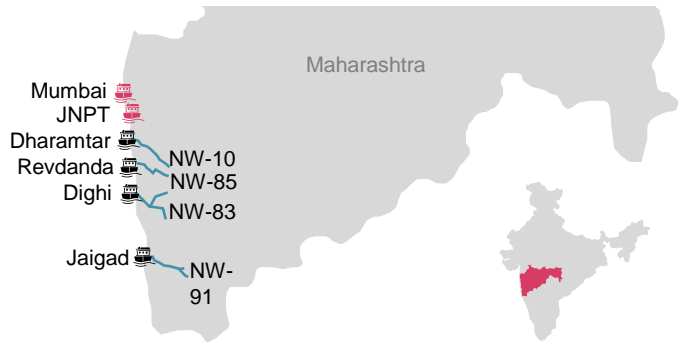 Maharashtra
Mumbai
JNPT
Dharamtar
Revdanda
NW-10
NW-85
Dighi
NW-83
Jaigad
NW-
91